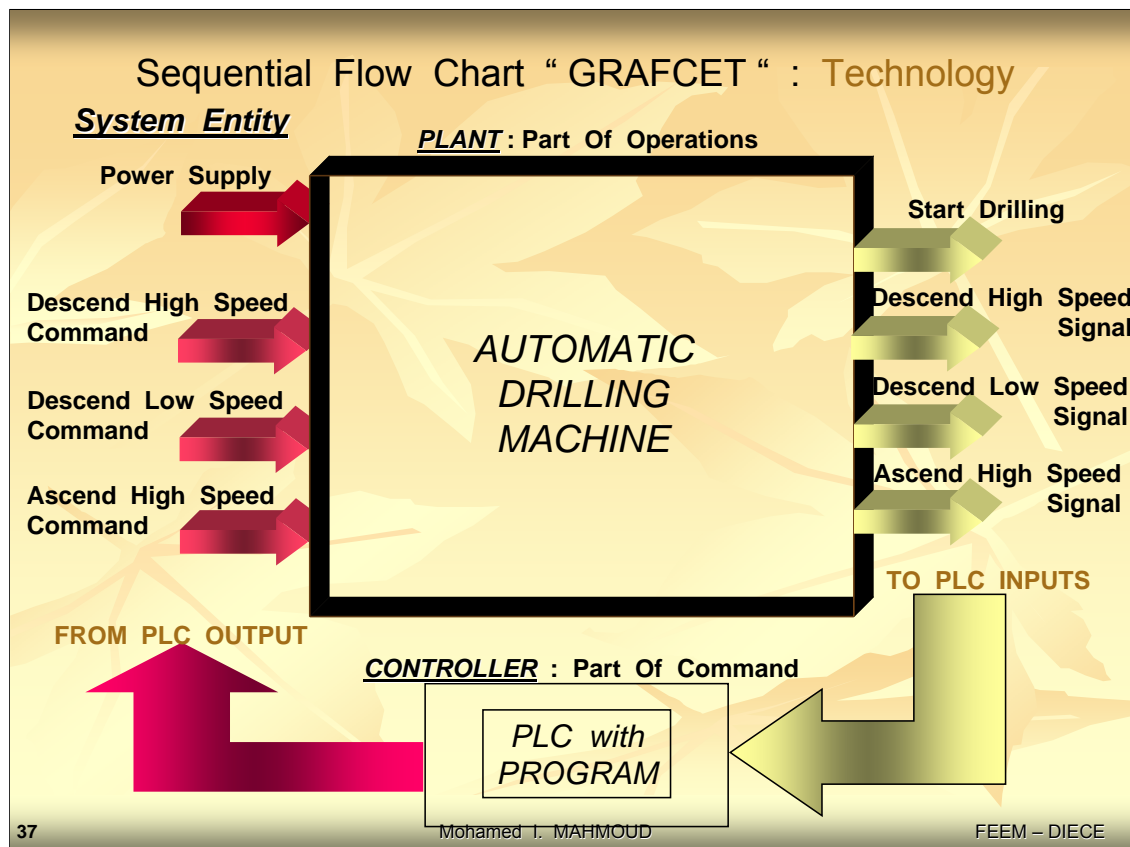 Sequential Flow Chart “ GRAFCET “ : Technology
System Entity
PLANT : Part Of Operations
Power Supply
Descend High Speed
Command
Descend Low Speed
Command
Ascend High Speed
Command
AUTOMATIC
DRILLING
MACHINE
Start Drilling
Descend High Speed
Signal
Descend Low Speed
Signal
Ascend High Speed
Signal
TO PLC INPUTS
FROM PLC OUTPUT
CONTROLLER : Part Of Command
PLC with
PROGRAM
37
Mohamed I. MAHMOUD
FEEM – DIECE